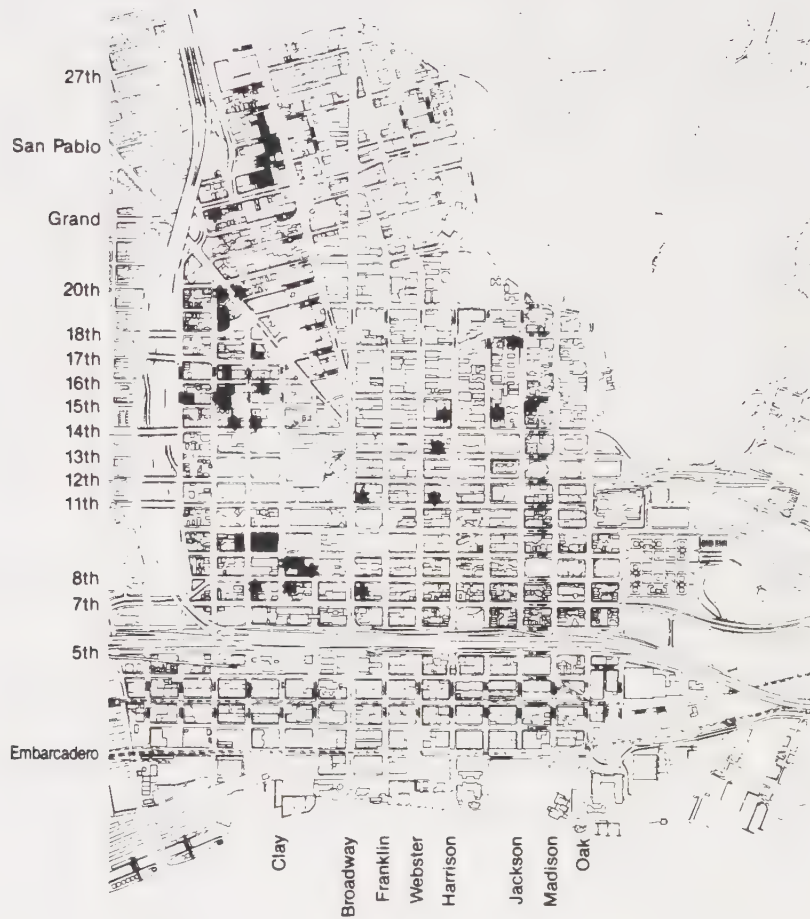 27th
San Pablo
Grand
20th
18th
17th
16th
15th
14th
13th
12th
11th
8th
7th
5th
Embarcadero
Clay
Broadway
Franklin
Webster
Harrison
Jackson
Madison
Oak